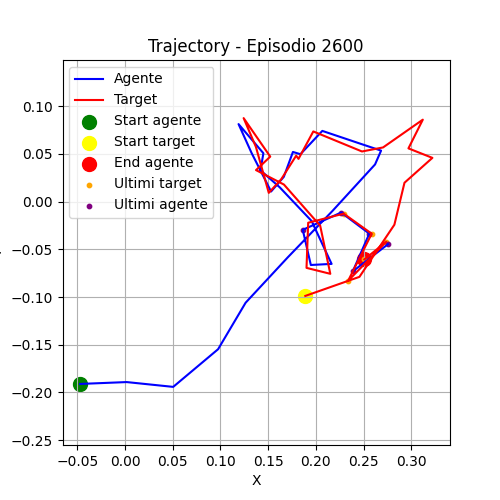 Trajectory - Episodio 2600
Agente
Target
Start agente
Start target
End agente
Ultimi target
Ultimi agente
0.10
0.05
0.00
−0.05
−0.10
−0.15
−0.20
−0.25
−0.05 0.00 0.05 0.10 0.15 0.20 0.25 0.30
X